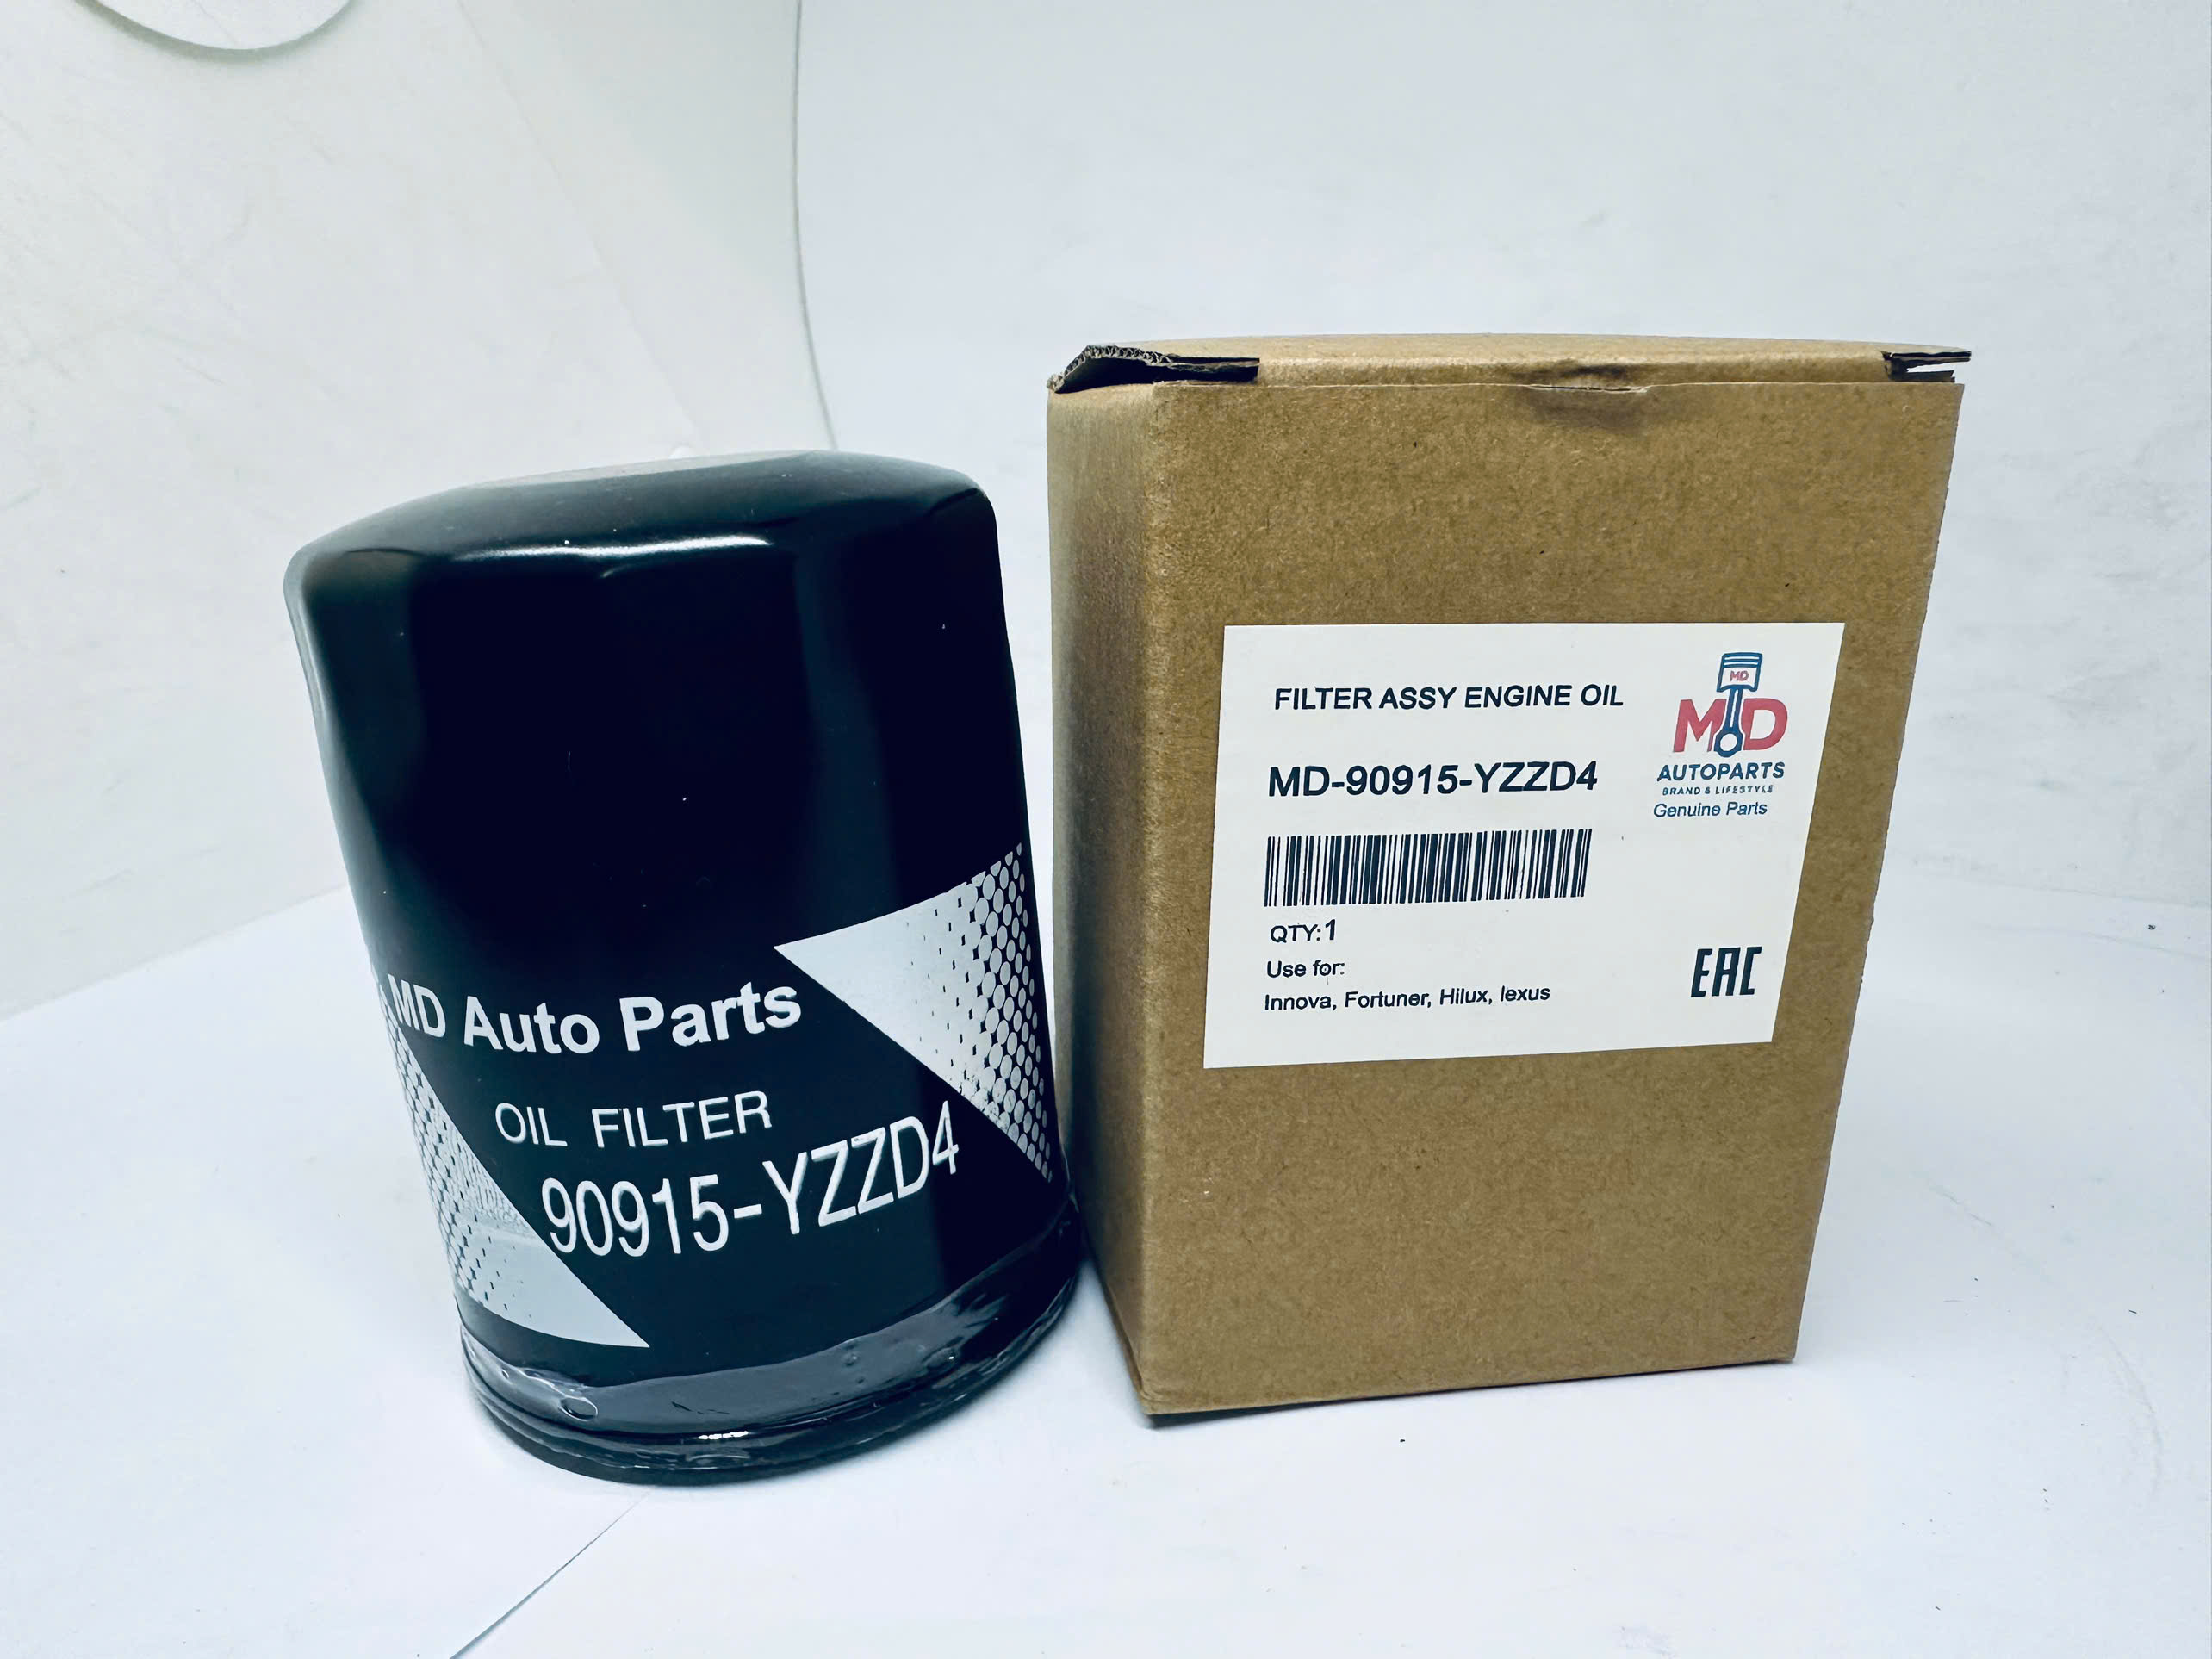 MD Auto Parts
OIL FILTER
90915-YZZD4
FILTER ASSY ENGINE OIL
MD-90915-YZZD4
QTY:1
Use for:
Innova, Fortuner, Hilux, lexus
MD
MD
AUTOPARTS
BRAND & LIFESTYLE
Genuine Parts
EAC